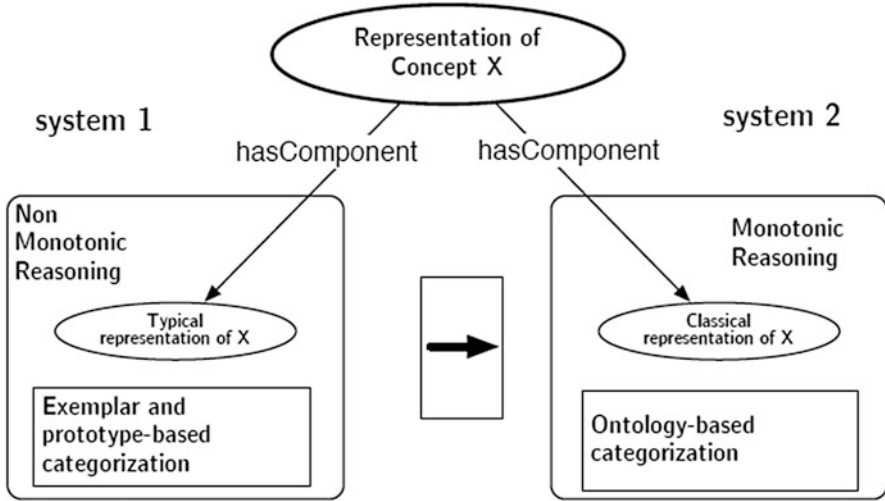 Representation of
Concept X
system 1
system 2
hasComponent
hasComponent
Non
Monotonic
Reasoning
Typical
representation of X
Exemplar and
prototype-based
categorization
Monotonic
Reasoning
Classical
representation of X
Ontology-based
categorization